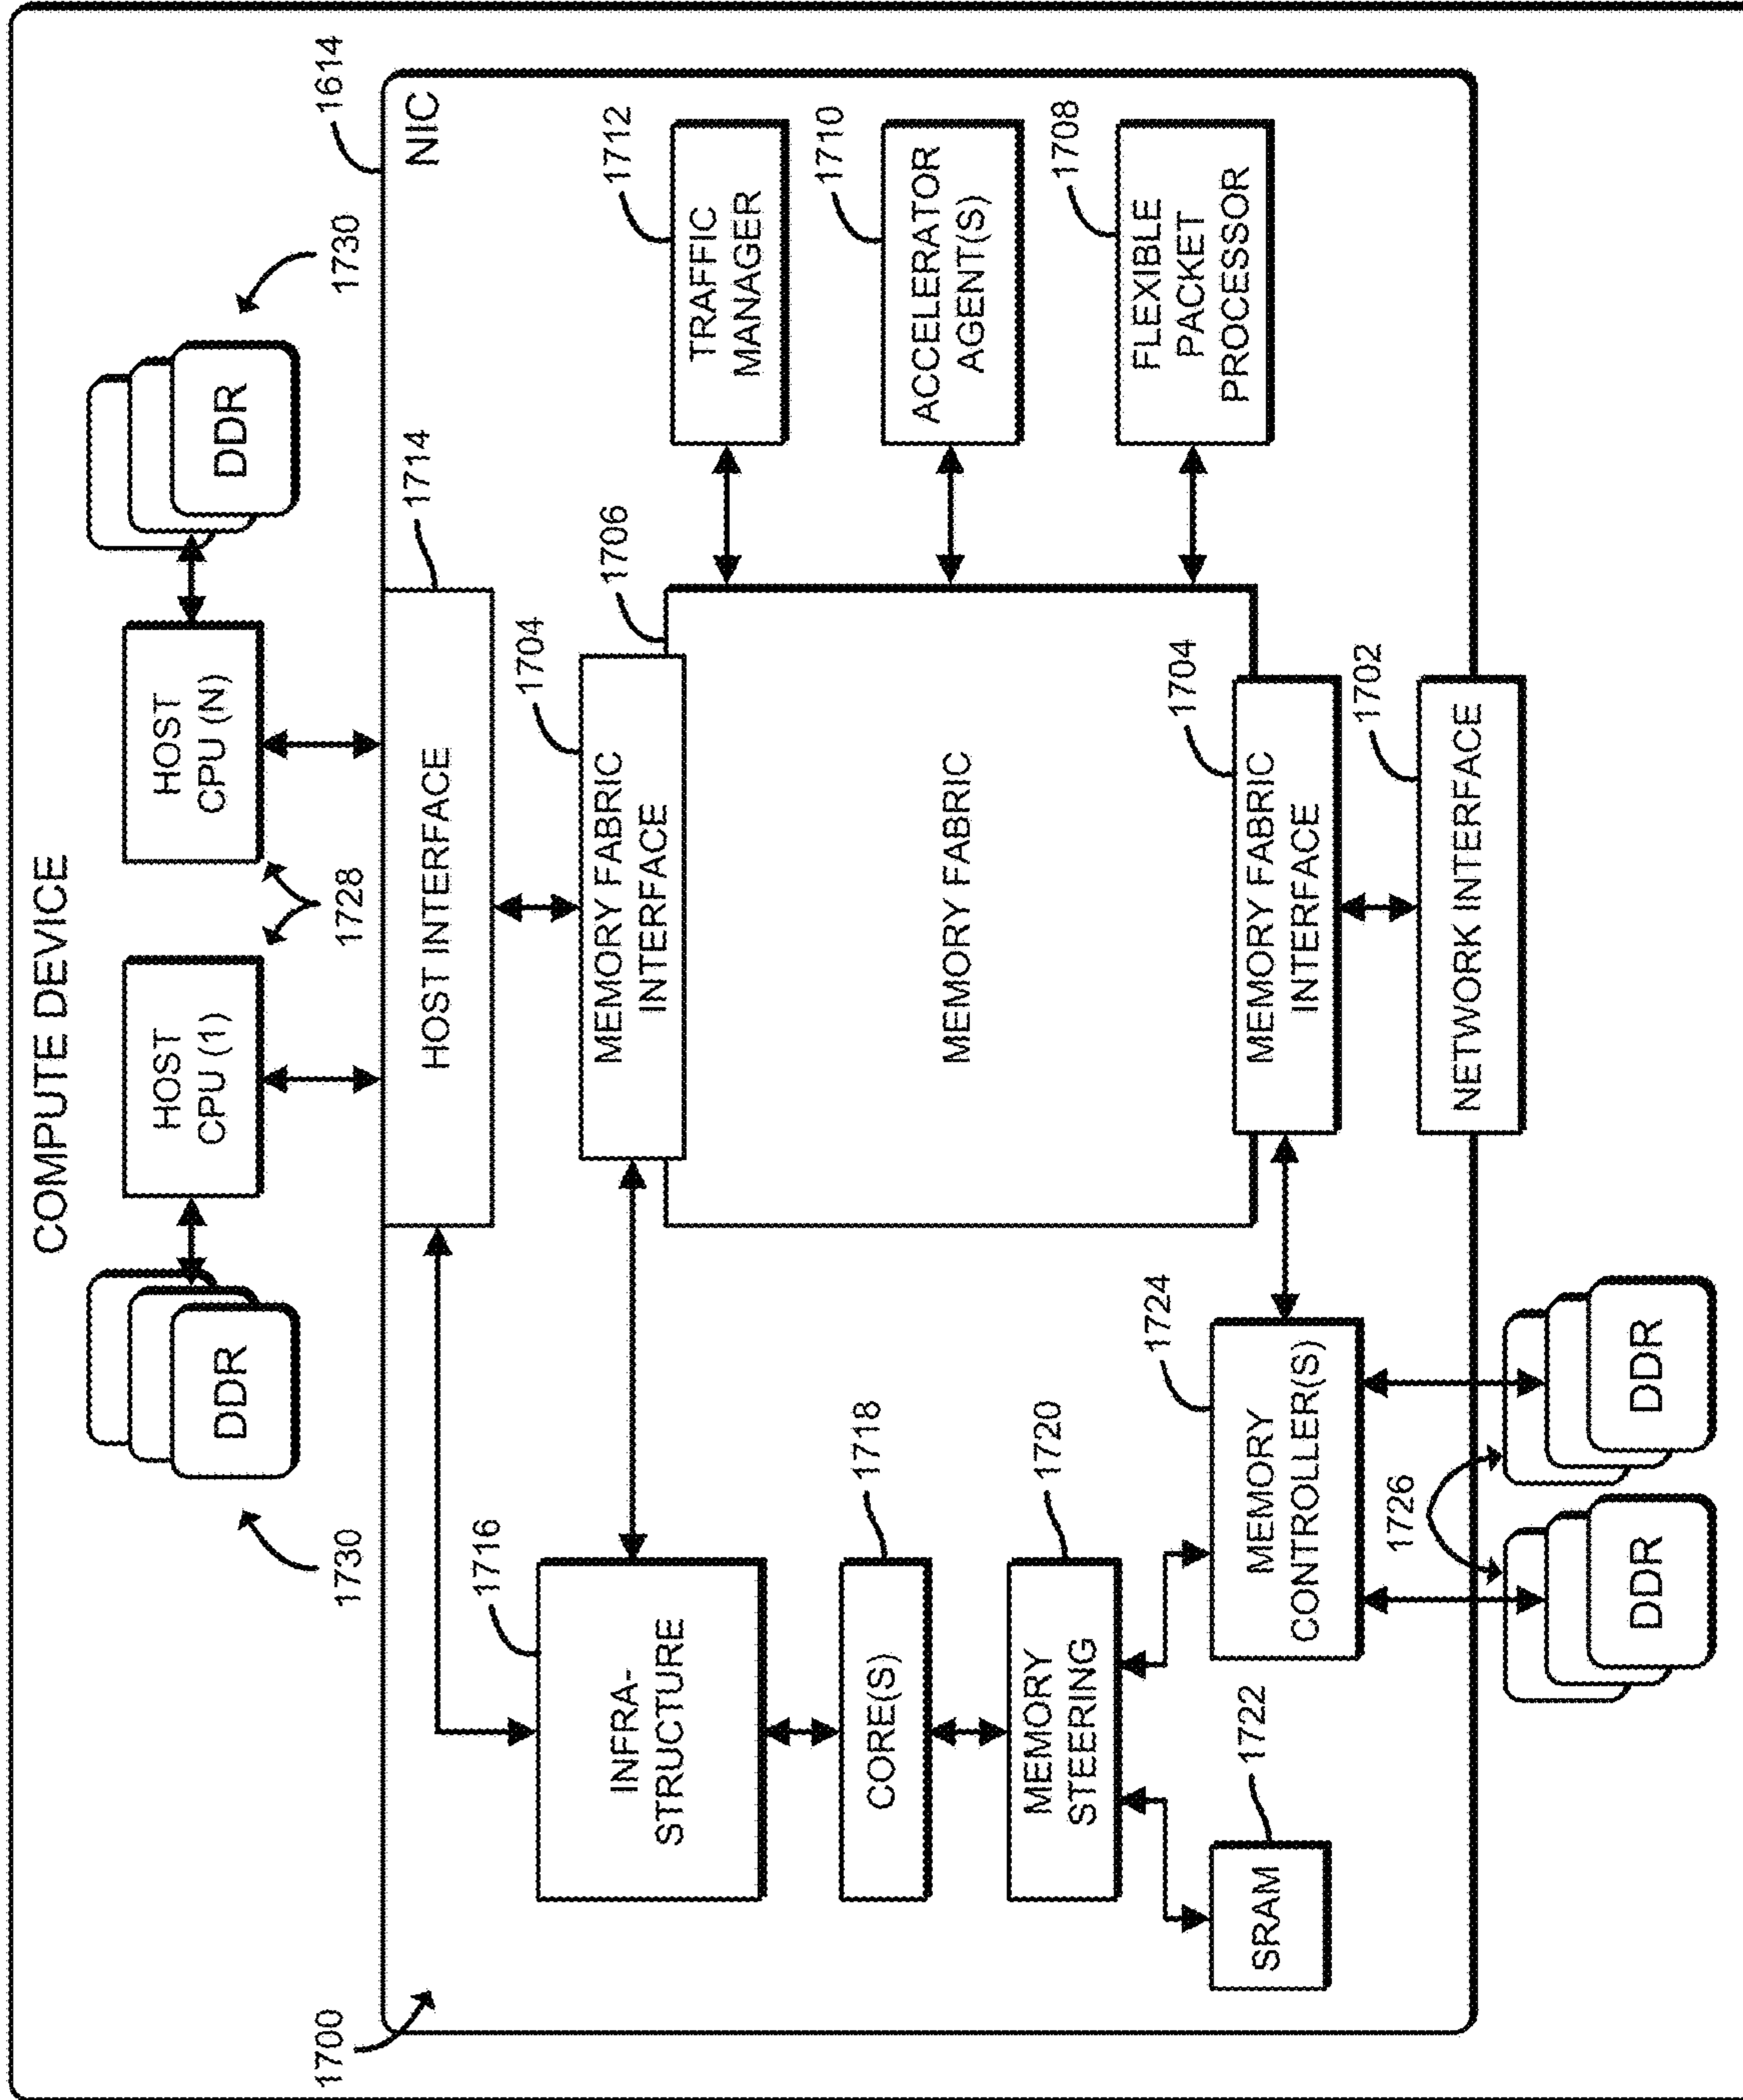 COMPUTE DEVICE
1730
DDR
HOST
CPU (1)
1728
HOST
CPU (N)
DDR
1730
1614
1700
NIC
HOST INTERFACE
1714
1716
INFRA-
STRUCTURE
1704
MEMORY FABRIC
INTERFACE
1706
TRAFFIC
MANAGER
1712
CORE(S)
1718
MEMORY FABRIC
ACCELERATOR
AGENT(S)
1710
MEMORY
STEERING
1720
FLEXIBLE
PACKET
PROCESSOR
1708
SRAM
1722
MEMORY
CONTROLLER(S)
1724
MEMORY FABRIC
INTERFACE
1704
NETWORK INTERFACE
1702
1726
DDR
DDR